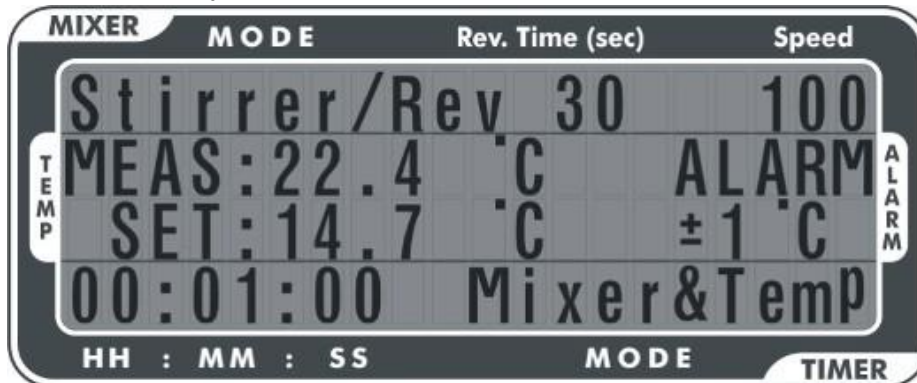 MIXER MODE Rev. Time (sec) Speed
Stirrer/Rev 30 100
TEMP
MEAS:22.4 °C ALARM
SET:14.7 °C ±1 °C
ALARM
00:01:00 Mixer&Temp
HH : MM : SS MODE TIMER